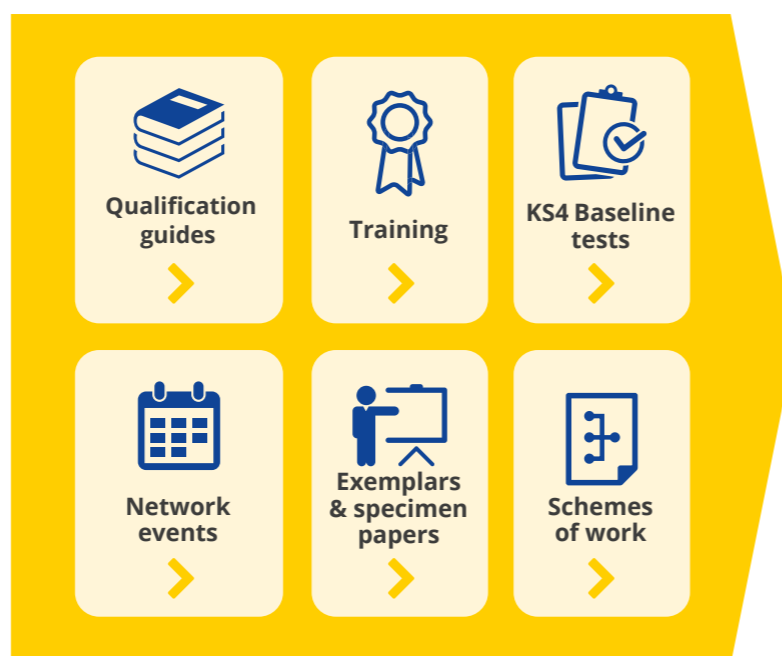 Qualification
guides
Training
KS4 Baseline
tests
Network
events
Exemplars
& specimen
papers
Schemes
of work